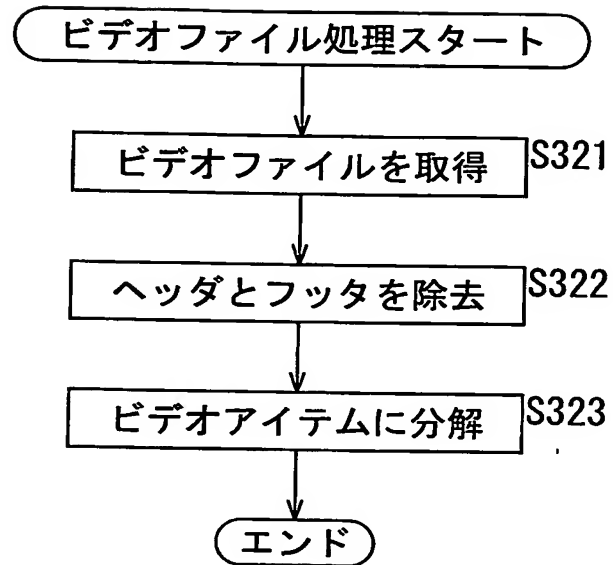 ビデオファイル処理スタート
ビデオファイルを取得 S321
ヘッダとフッタを除去 S322
ビデオアイテムに分解 S323
エンド